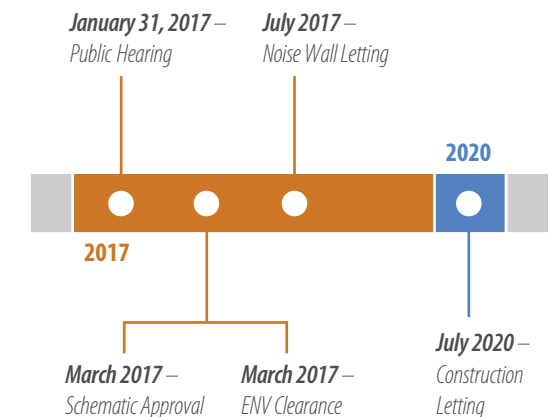 January 31, 2017 –
Public Hearing
July 2017 –
Noise Wall Letting
2020
2017
March 2017 –
Schematic Approval
March 2017 –
ENV Clearance
July 2020 –
Construction
Letting